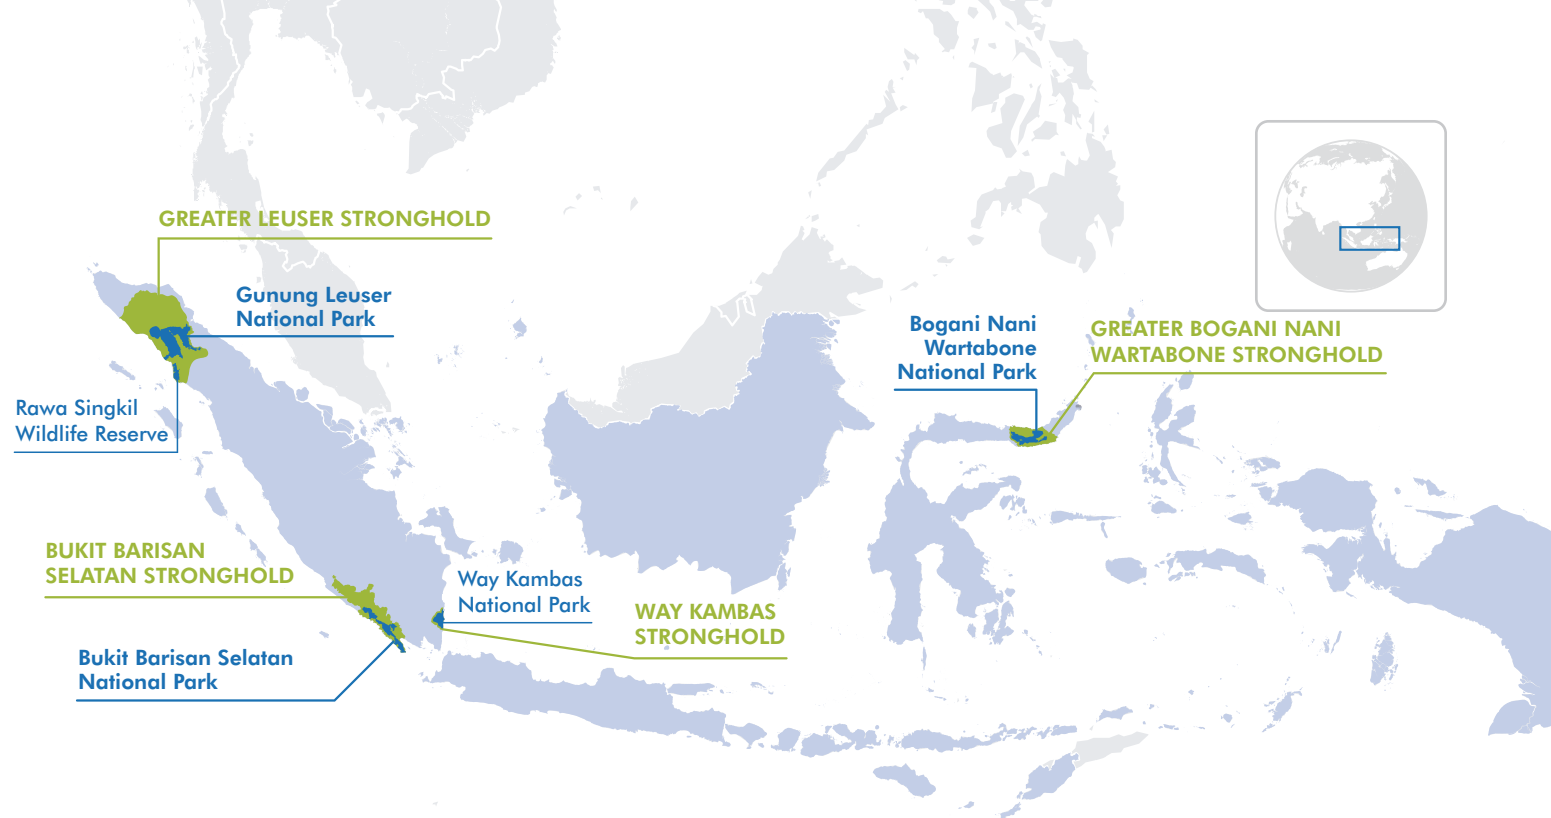 GREATER LEUSER STRONGHOLD
Gunung Leuser
National Park
Rawa Singkil
Wildlife Reserve
BUKIT BARISAN
SELATAN STRONGHOLD
Bukit Barisan Selatan
National Park
Way Kambas
National Park
WAY KAMBAS
STRONGHOLD
Bogani Nani
Wartabone
National Park
GREATER BOGANI NANI
WARTABONE STRONGHOLD